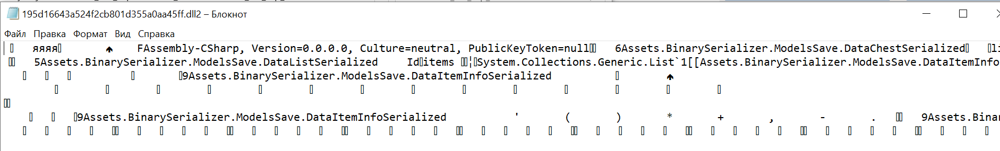 195d16643a524f2cb801d355a0aa45ff.dll2 – Блокнот
Файл Правка Формат Вид Справка
яяяя FAssembly-CSharp, Version=0.0.0.0, Culture=neutral, PublicKeyToken=null 6Assets.BinarySerializer.ModelsSave.DataChestSerialized li
5Assets.BinarySerializer.ModelsSave.DataListSerialized Id items ¦ System.Collections.Generic.List`1[[Assets.BinarySerializer.ModelsSave.DataItemInfo
9Assets.BinarySerializer.ModelsSave.DataItemInfoSerialized
9Assets.BinarySerializer.ModelsSave.DataItemInfoSerialized ' ( ) * + , - . 9Assets.Binar